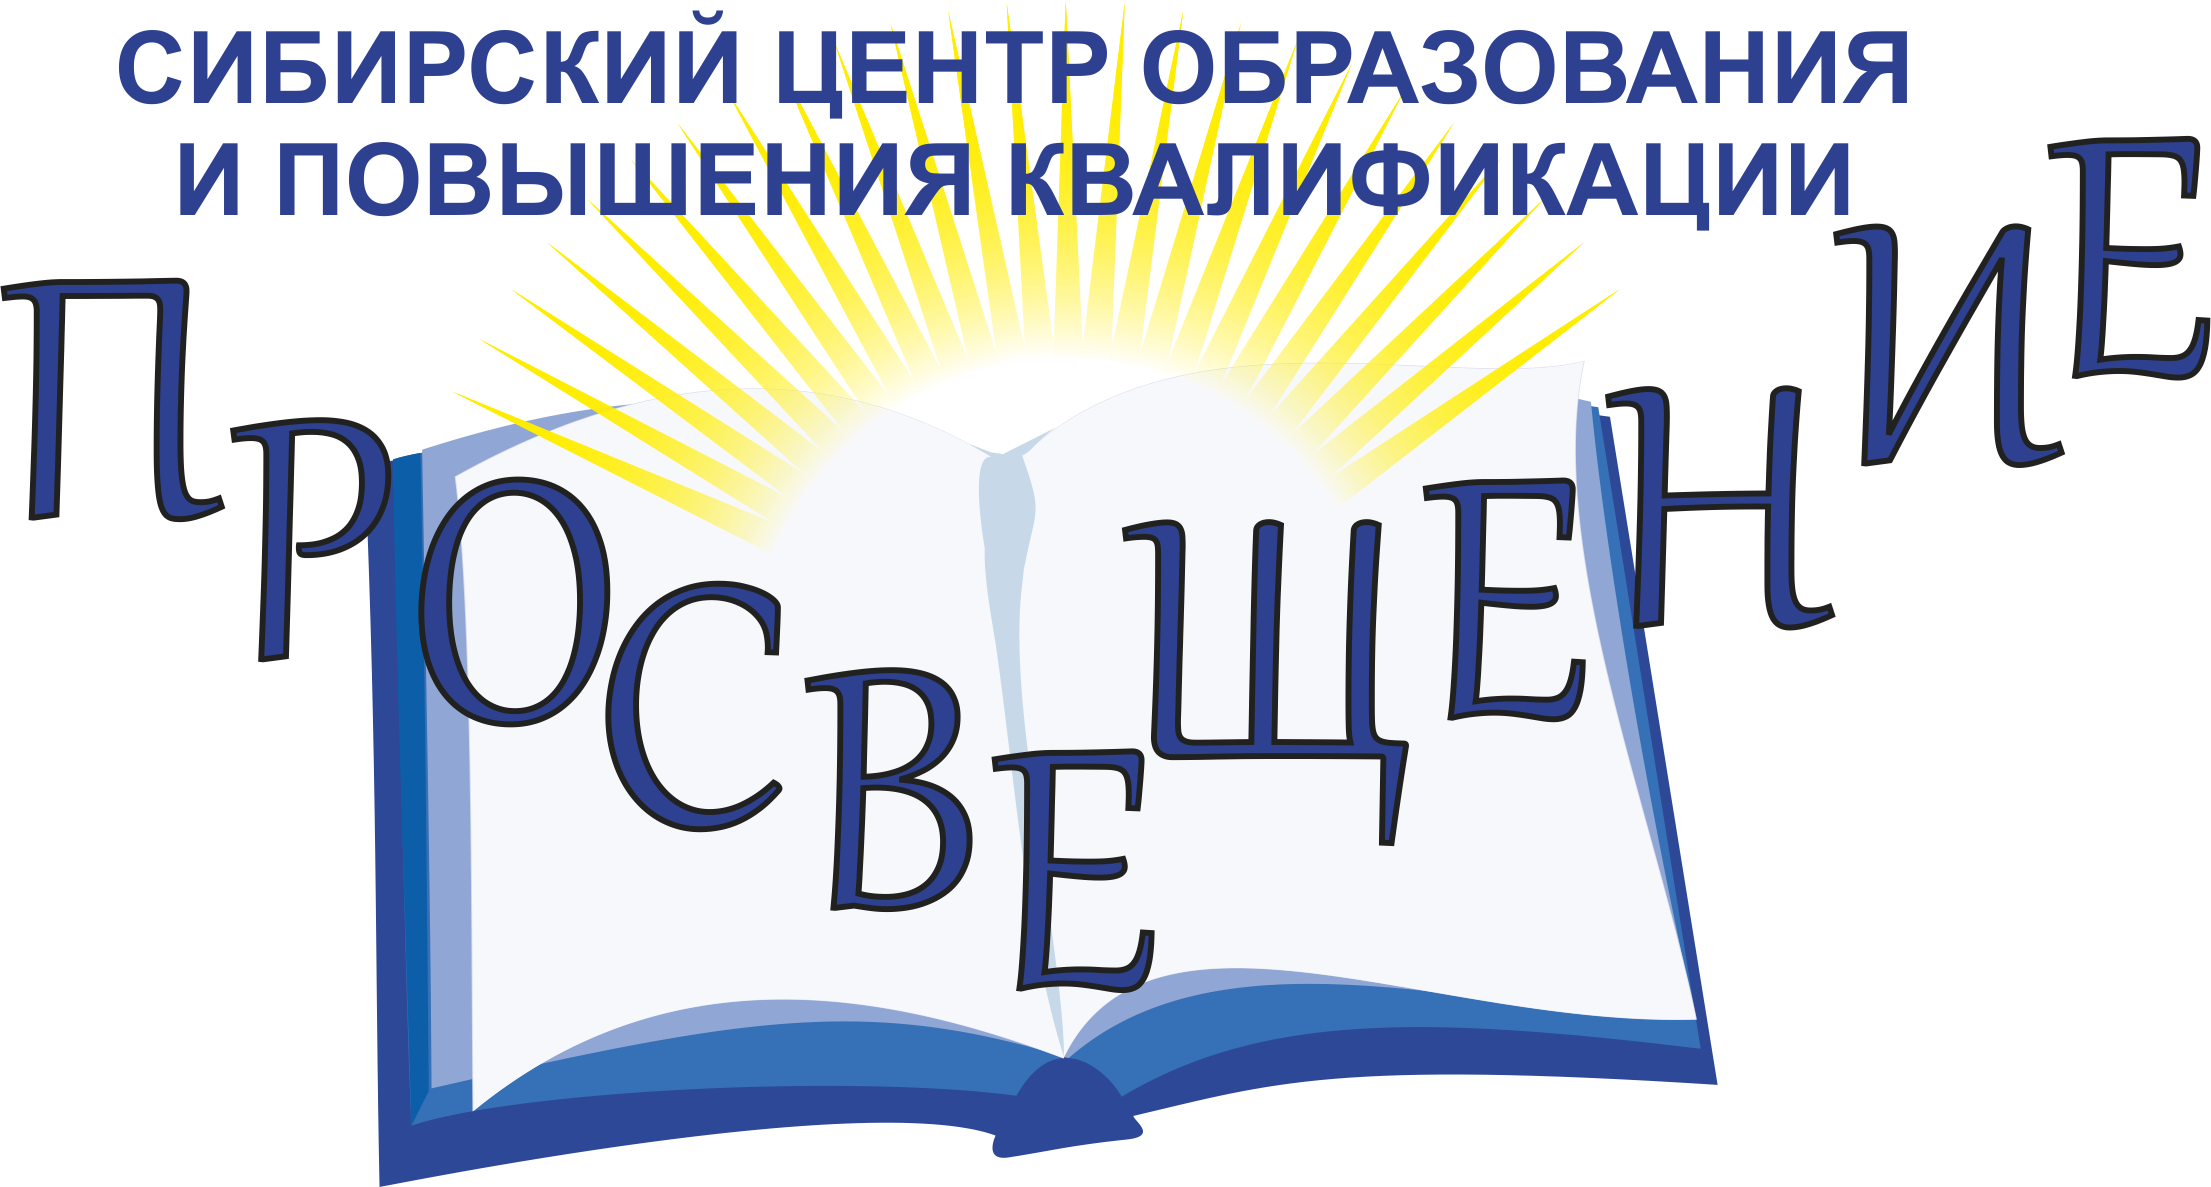 СИБИРСКИЙ ЦЕНТР ОБРАЗОВАНИЯ
И ПОВЫШЕНИЯ КВАЛИФИКАЦИИ
ПРОСВЕЩЕНИЕ